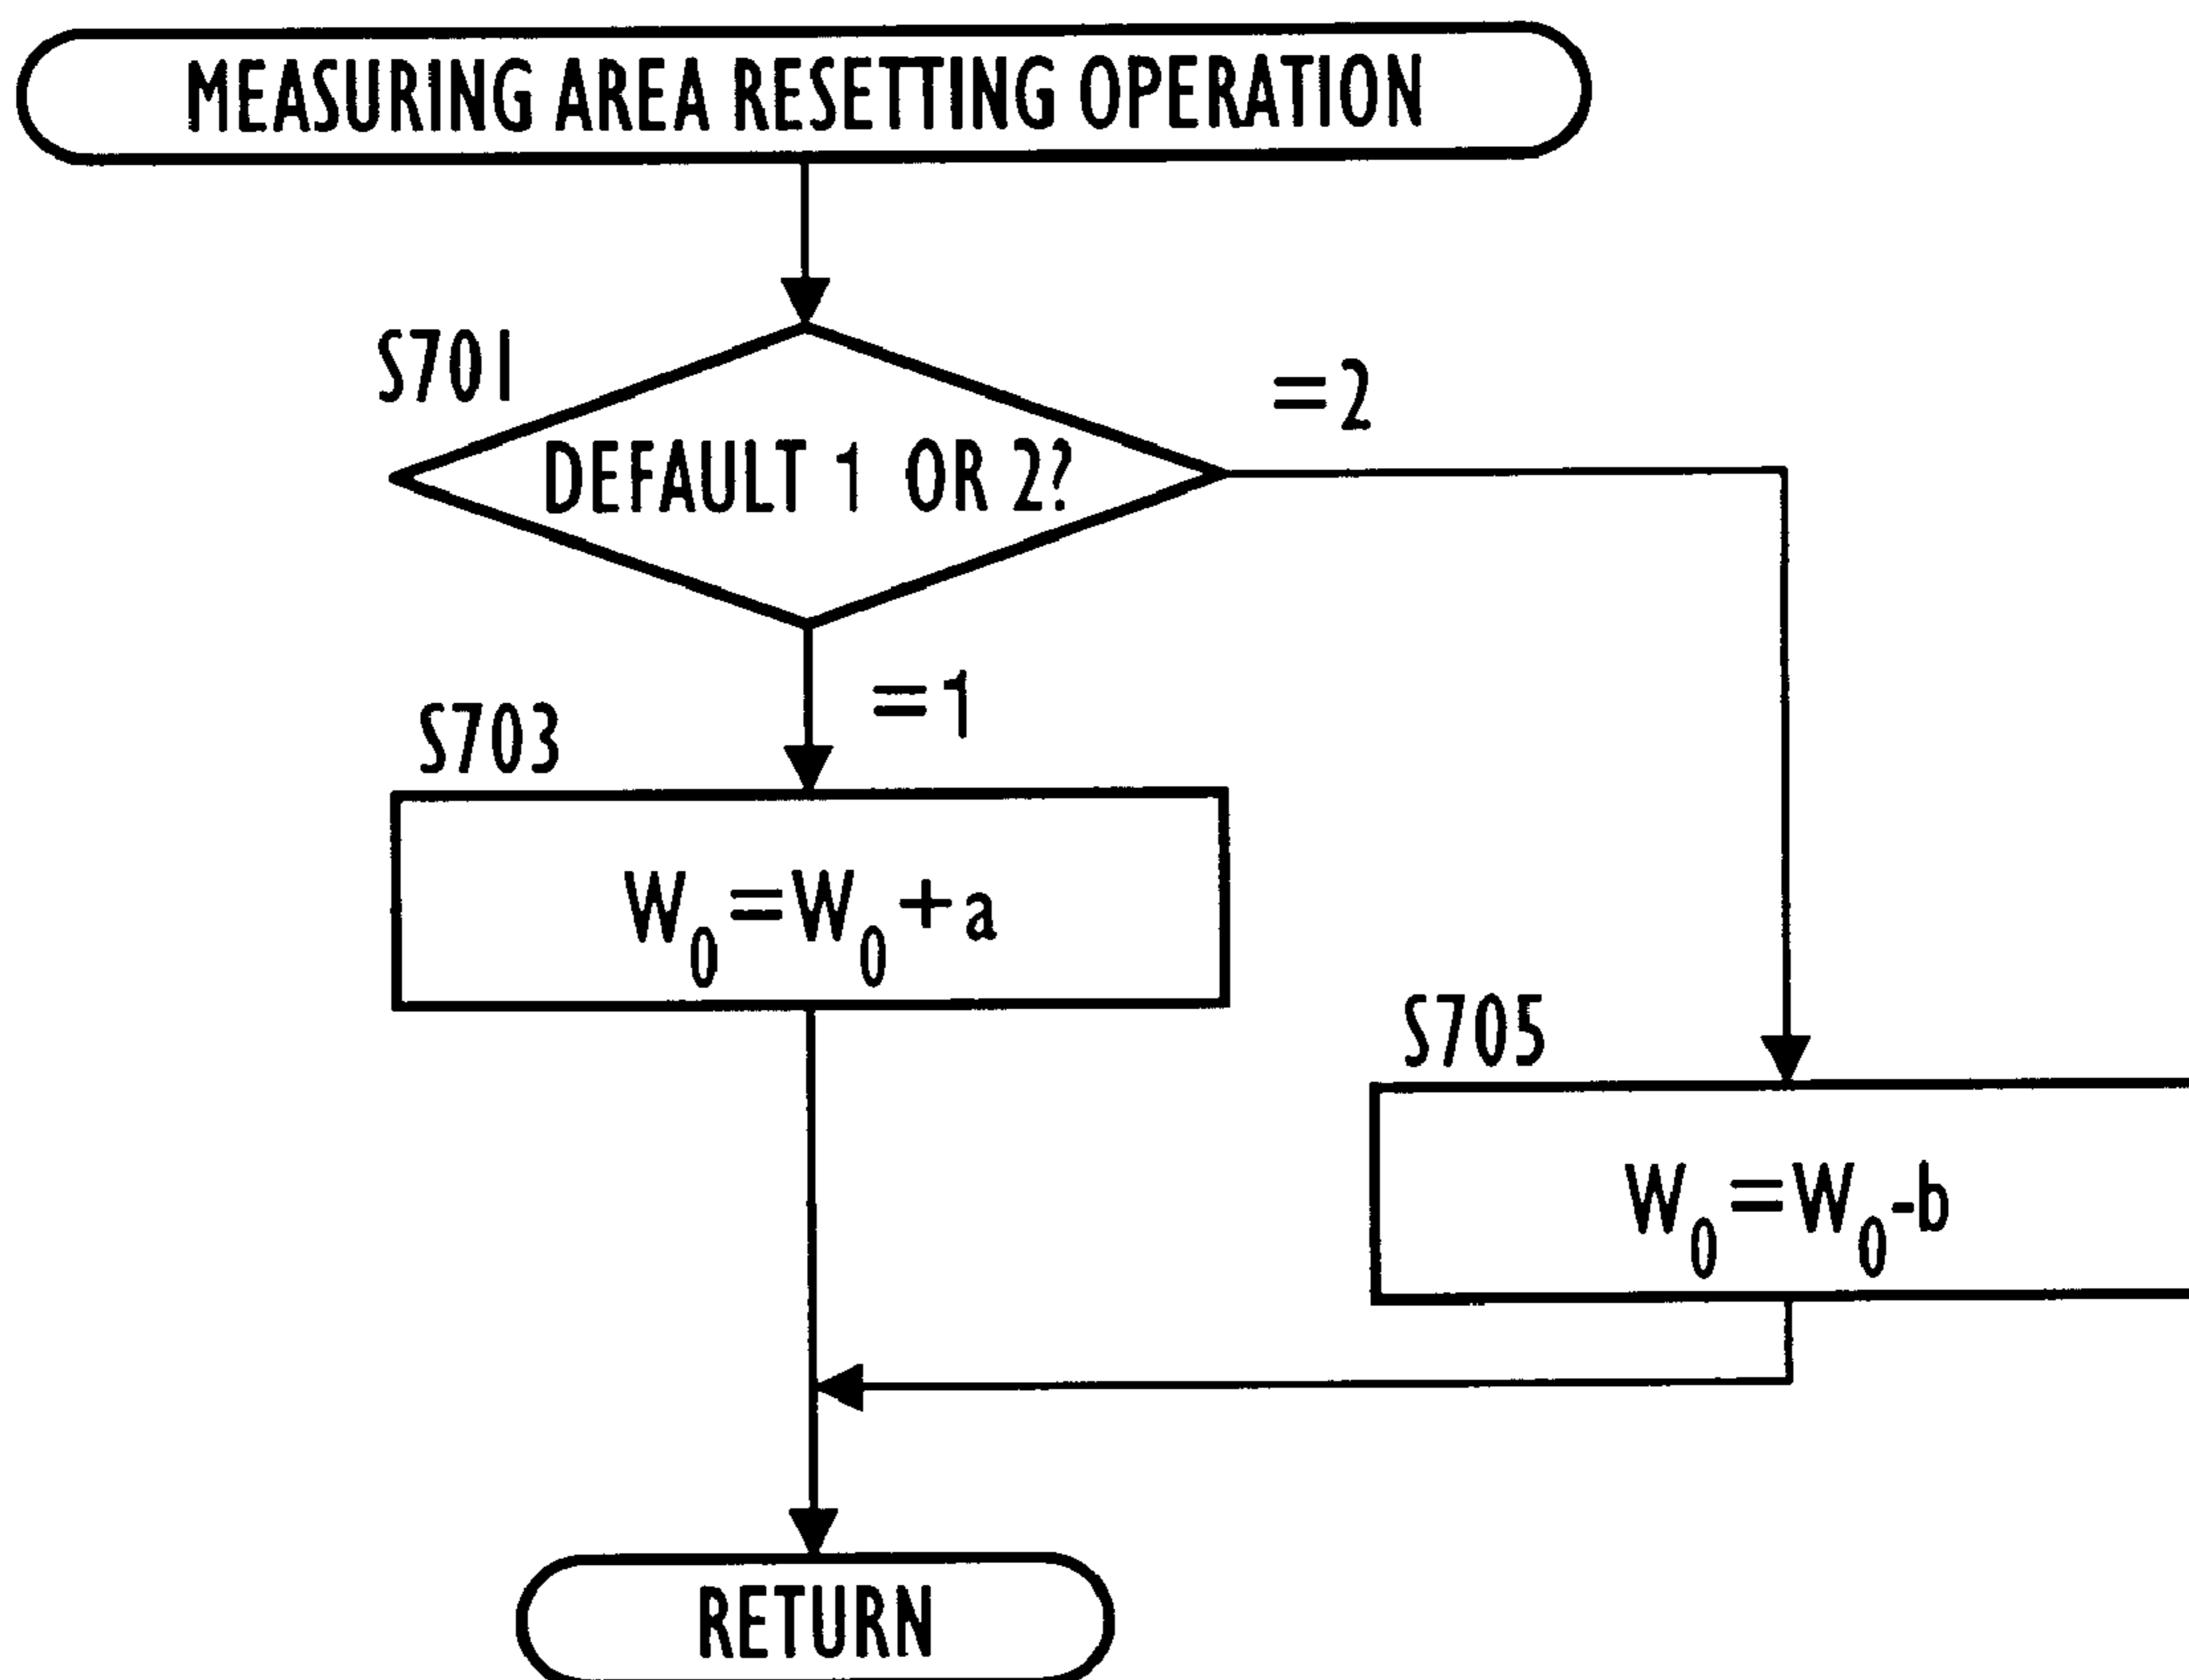 MEASURING AREA RESETTING OPERATION
S701
=2
DEFAULT 1 OR 2?
=1
S703
W₀=W₀+a
S705
W₀=W₀-b
RETURN